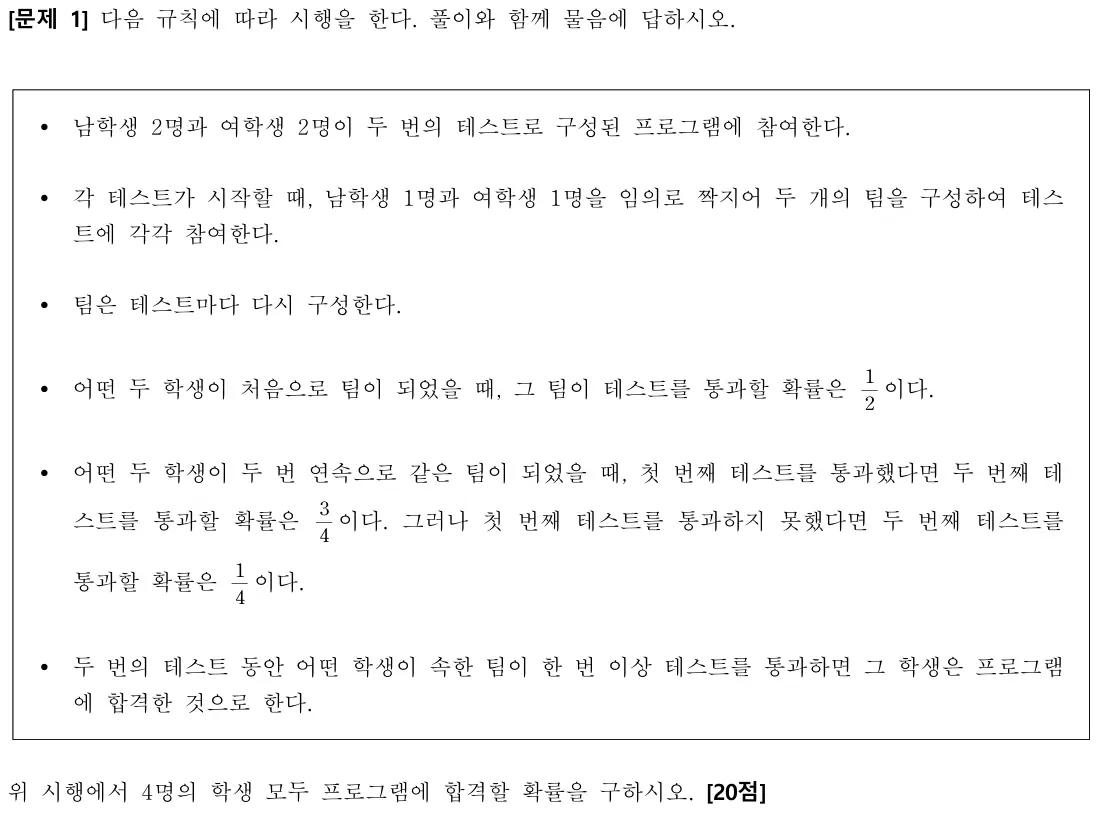 [문제 1] 다음 규칙에 따라 시행을 한다. 풀이와 함께 물음에 답하시오.
• 남학생 2명과 여학생 2명이 두 번의 테스트로 구성된 프로그램에 참여한다.
• 각 테스트가 시작할 때, 남학생 1명과 여학생 1명을 임의로 짝지어 두 개의 팀을 구성하여 테스
트에 각각 참여한다.
• 팀은 테스트마다 다시 구성한다.
• 어떤 두 학생이 처음으로 팀이 되었을 때, 그 팀이 테스트를 통과할 확률은 1/2이다.
• 어떤 두 학생이 두 번 연속으로 같은 팀이 되었을 때, 첫 번째 테스트를 통과했다면 두 번째 테
스트를 통과할 확률은 3/4이다. 그러나 첫 번째 테스트를 통과하지 못했다면 두 번째 테스트를
통과할 확률은 1/4이다.
• 두 번의 테스트 동안 어떤 학생이 속한 팀이 한 번 이상 테스트를 통과하면 그 학생은 프로그램
에 합격한 것으로 한다.
위 시행에서 4명의 학생 모두 프로그램에 합격할 확률을 구하시오. [20점]